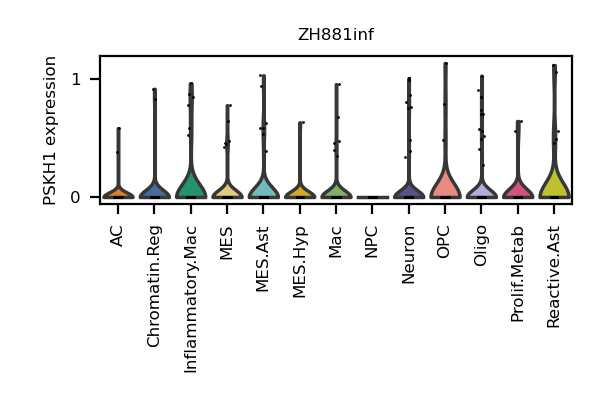 ZH881inf
PSKH1 expression
1
0
AC
Chromatin.Reg
Inflammatory.Mac
MES
MES.Ast
MES.Hyp
Mac
NPC
Neuron
OPC
Oligo
Prolif.Metab
Reactive.Ast